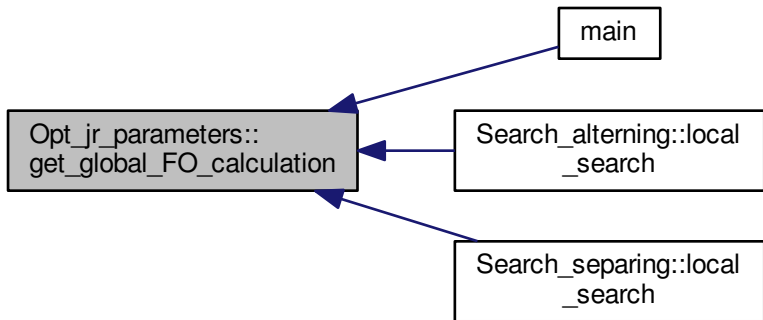 main
Opt_jr_parameters::
get_global_FO_calculation
Search_alterning::local
_search
Search_separing::local
_search